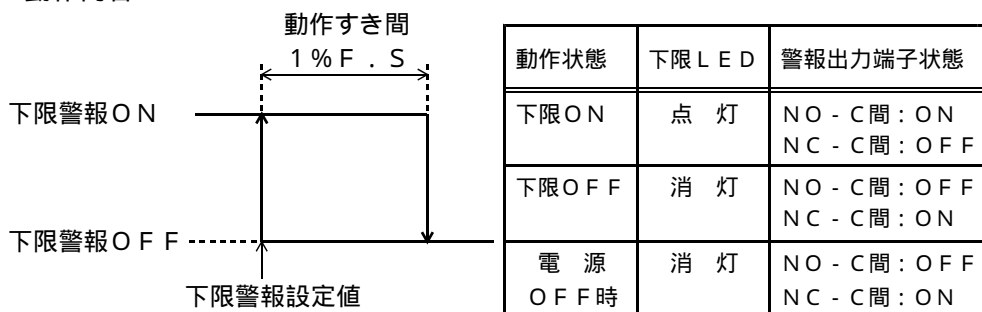 動作すき間
1%F.S
下限警報ON
下限警報OFF
下限警報設定値
動作状態 下限LED 警報出力端子状態
下限ON 点 灯 NO-C間:ON
NC-C間:OFF
下限OFF 消 灯 NO-C間:OFF
NC-C間:ON
電 源 消 灯 NO-C間:OFF
OFF時 NC-C間:ON